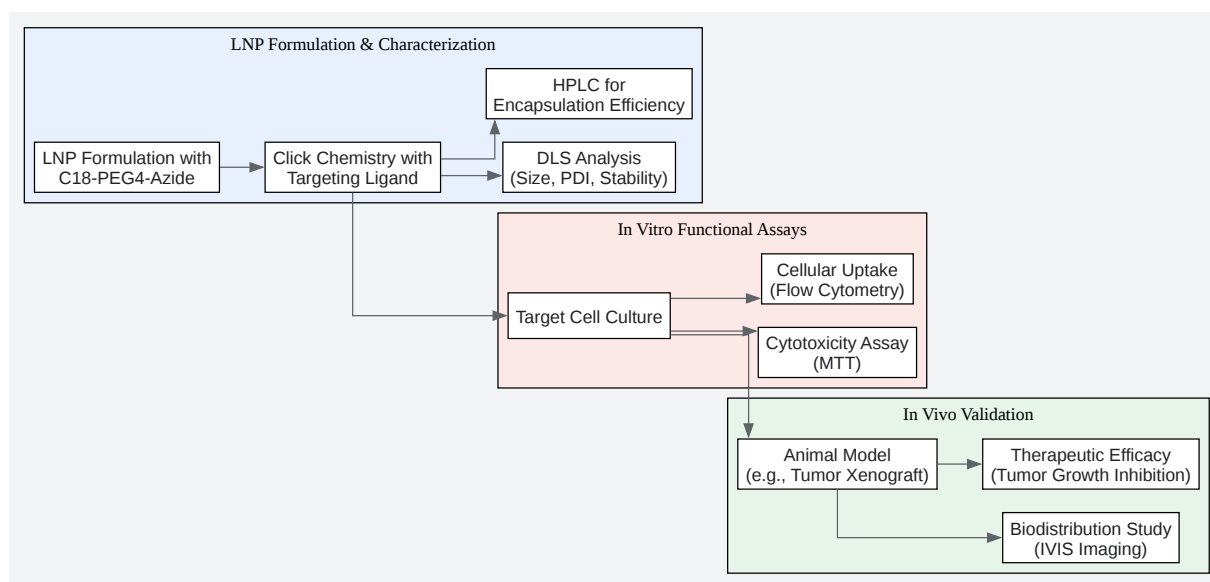 LNP Formulation & Characterization
HPLC for
Encapsulation Efficiency
LNP Formulation with
C18-PEG4-Azide
Click Chemistry with
Targeting Ligand
DLS Analysis
(Size, PDI, Stability)
In Vitro Functional Assays
Cellular Uptake
(Flow Cytometry)
Target Cell Culture
Cytotoxicity Assay
(MTT)
In Vivo Validation
Animal Model
(e.g., Tumor Xenograft)
Therapeutic Efficacy
(Tumor Growth Inhibition)
Biodistribution Study
(IVIS Imaging)